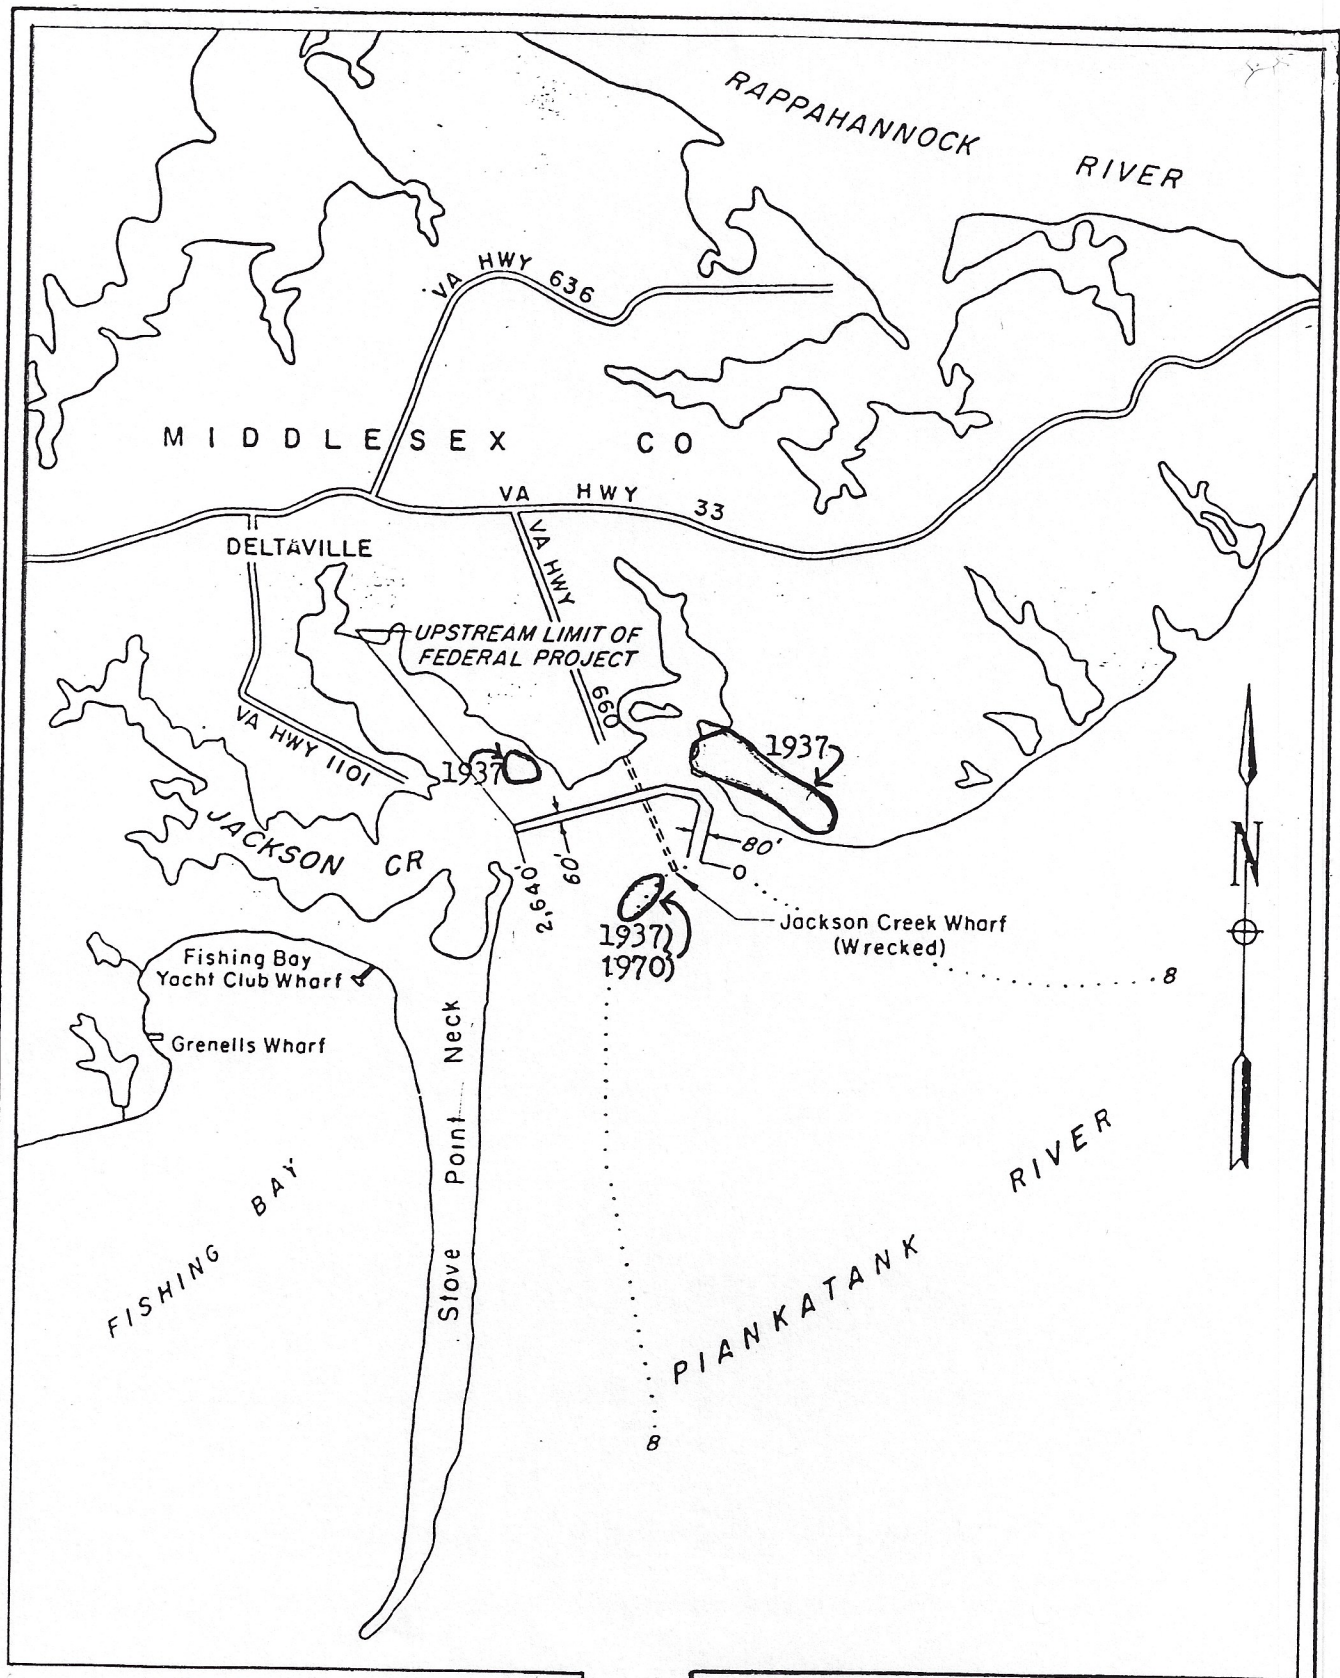 RAPPAHANNOCK RIVER
VA HWY 636
MIDDLESEX CO
VA HWY 33
DELTAVILLE
VA HWY 660
UPSTREAM LIMIT OF
FEDERAL PROJECT
VA HWY 1101
1937
1937
JACKSON CR
2,640'
60'
80'
0
Jackson Creek Wharf
(Wrecked)
1937)
1970)
8
Fishing Bay
Yacht Club Wharf
Grenells Wharf
Stove Point Neck
N
FISHING BAY
PIANKATANK RIVER
8